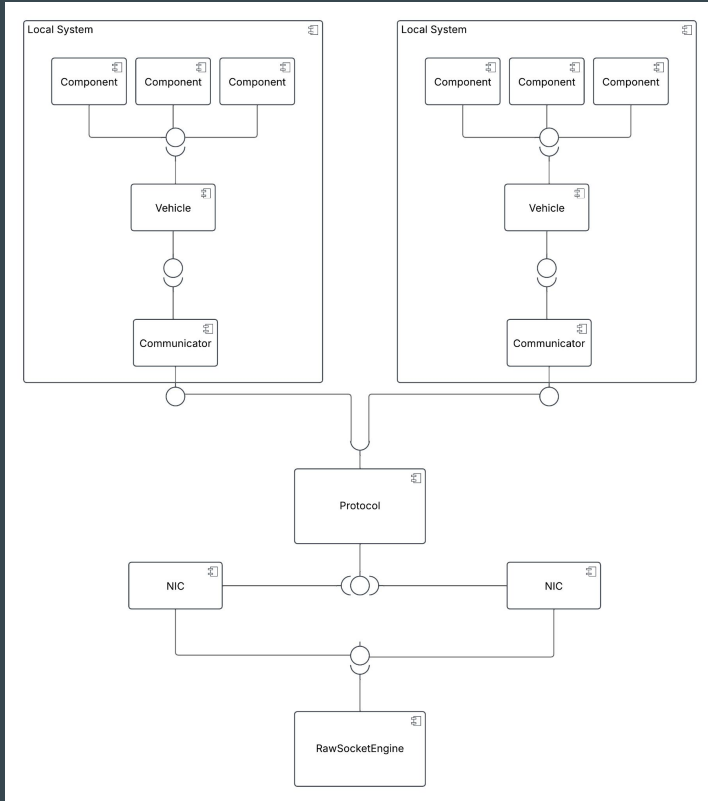 Local System
Local System
Component
Component
Component
Component
Component
Component
Vehicle
Vehicle
Communicator
Communicator
Protocol
NIC
NIC
RawSocketEngine